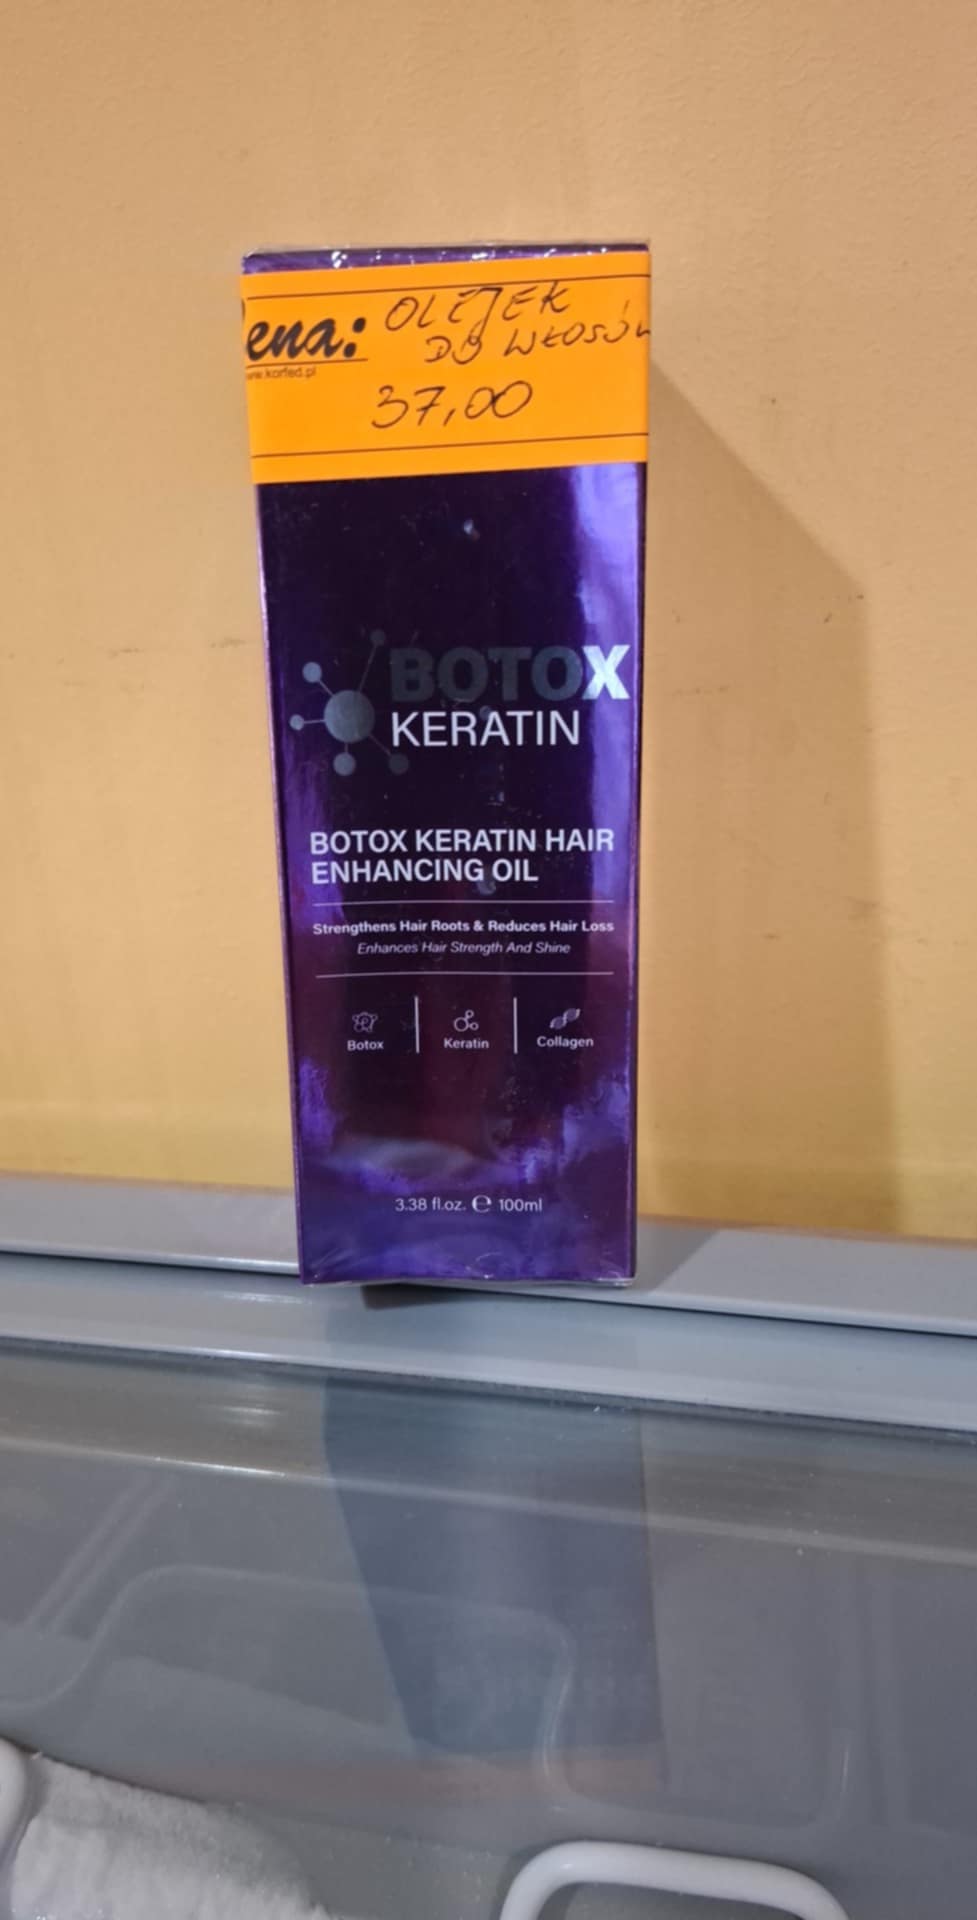 ena: OLEJEK
DO WŁOSÓW
www.korfed.pl
37,00
BOTOX
KERATIN
BOTOX KERATIN HAIR
ENHANCING OIL
Strengthens Hair Roots & Reduces Hair Loss
Enhances Hair Strength And Shine
Botox Keratin Collagen
3.38 fl.oz. ℮ 100ml